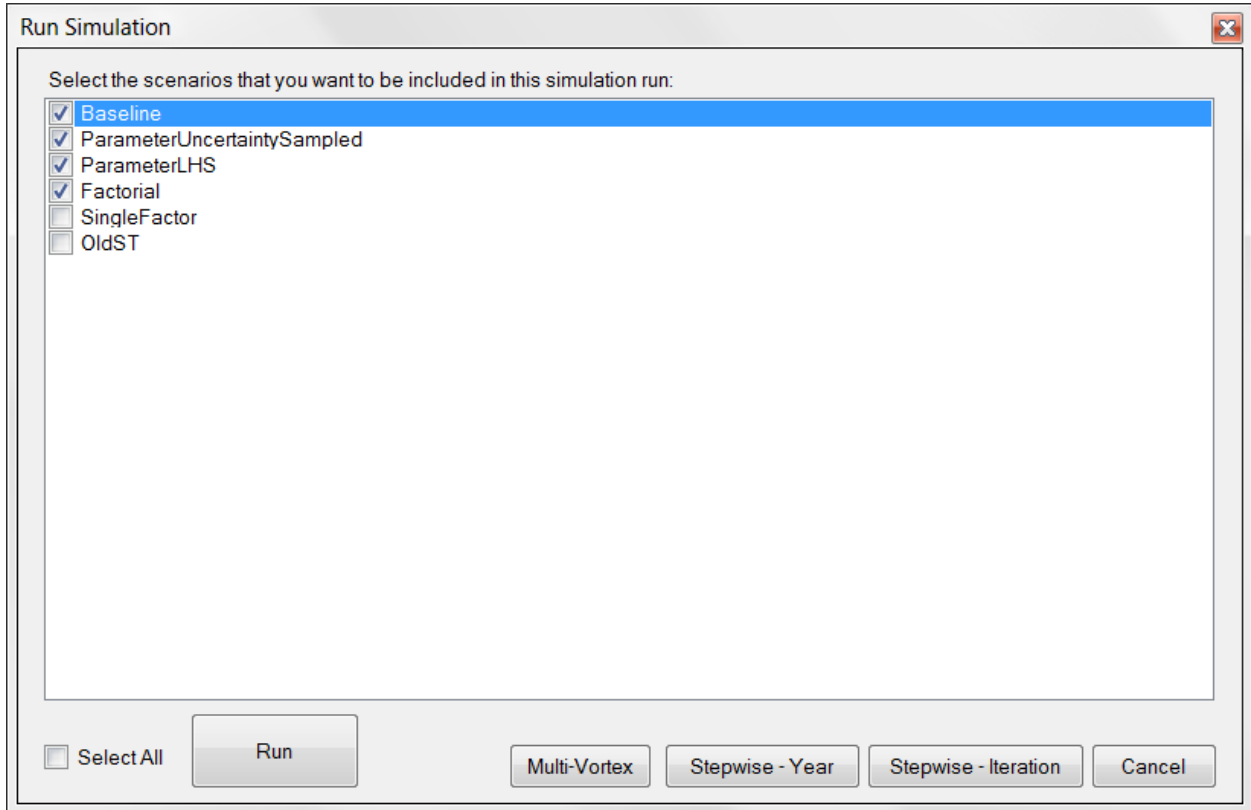 Run Simulation
Select the scenarios that you want to be included in this simulation run:
Baseline
ParameterUncertaintySampled
ParameterLHS
Factorial
SingleFactor
OldST
Select All
Run
Multi-Vortex
Stepwise - Year
Stepwise - Iteration
Cancel